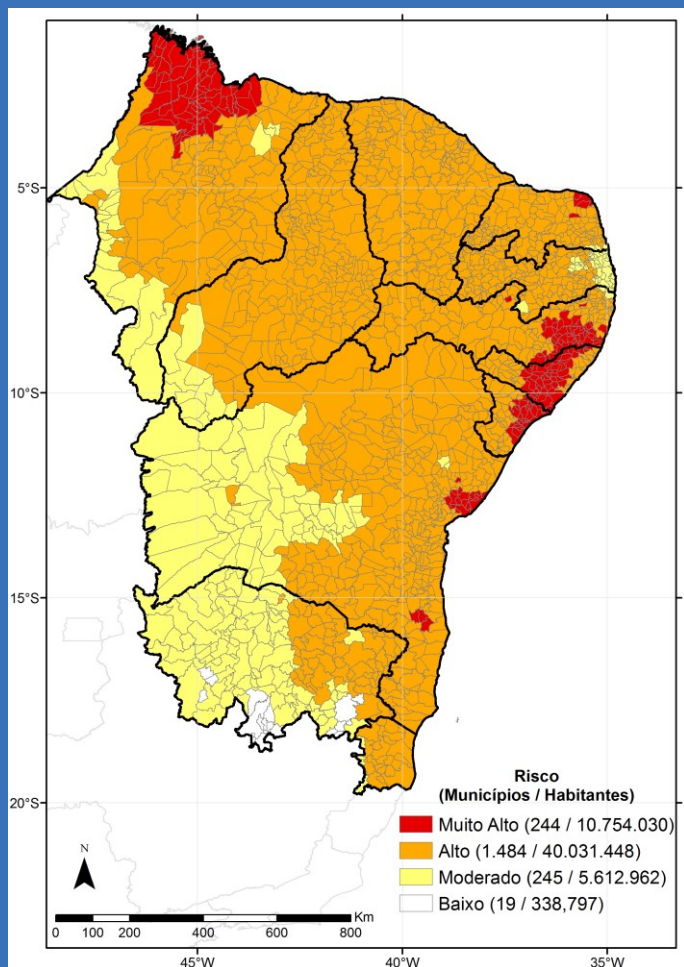 5°S
10°S
15°S
20°S
Risco
(Municípios / Habitantes)
Muito Alto (244 / 10.754.030)
Alto (1.484 / 40.031.448)
Moderado (245 / 5.612.962)
Baixo (19 / 338,797)
N
Km
0 100 200 400 600 800
45°W 40°W 35°W